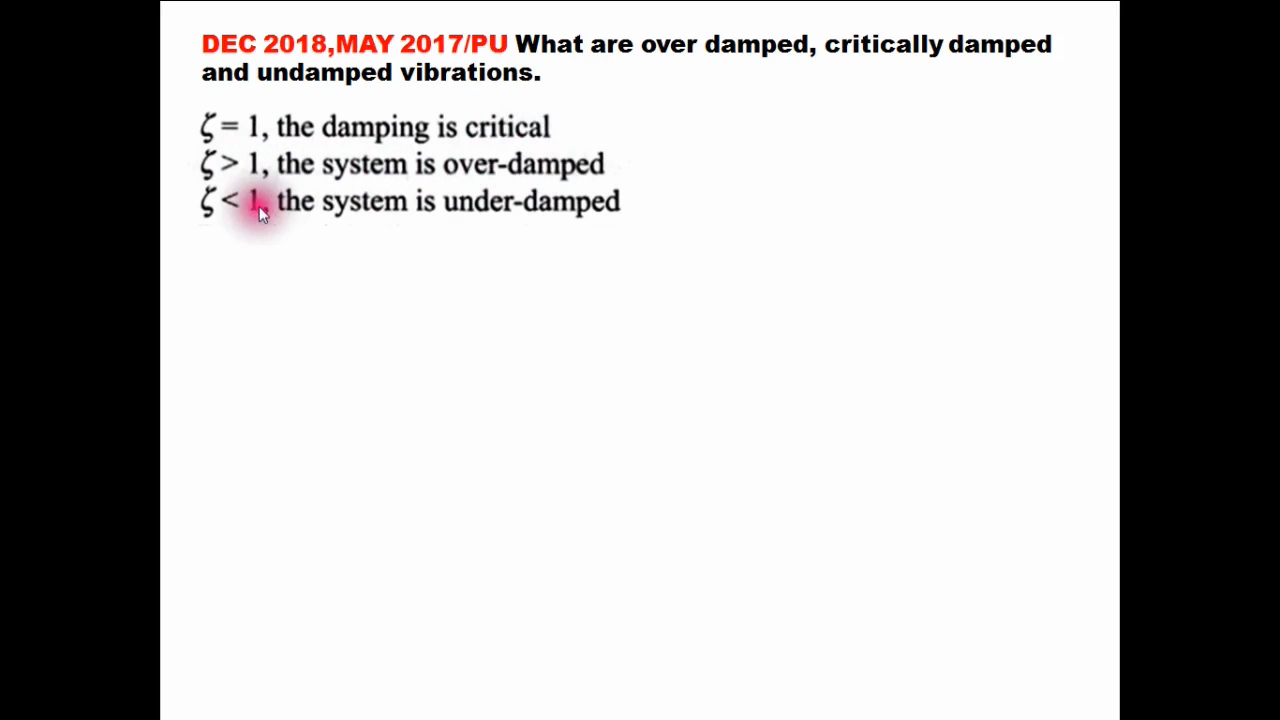 DEC 2018,MAY 2017/PU What are over damped, critically damped
and undamped vibrations.
ζ = 1, the damping is critical
ζ > 1, the system is over-damped
ζ < 1, the system is under-damped